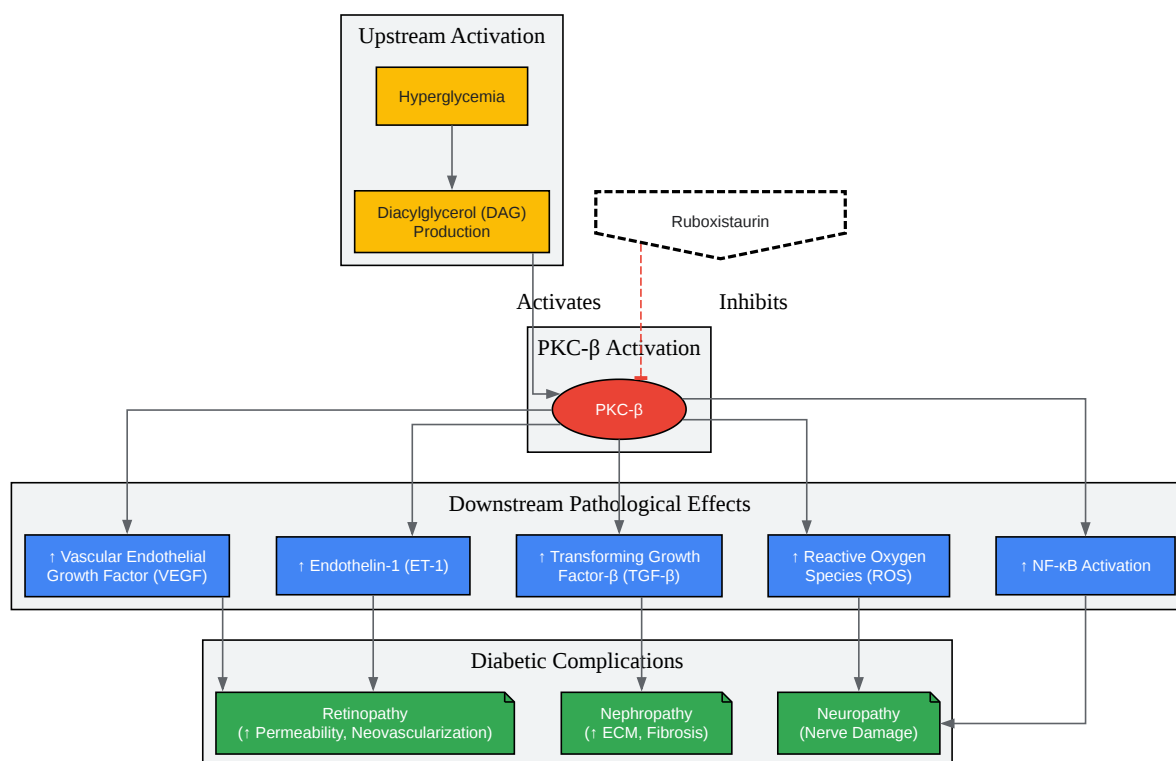 Upstream Activation
Hyperglycemia
Diacylglycerol (DAG)
Production
Ruboxistaurin
Activates
Inhibits
PKC-β Activation
PKC-β
Downstream Pathological Effects
↑ Vascular Endothelial
Growth Factor (VEGF)
↑ Endothelin-1 (ET-1)
↑ Transforming Growth
Factor-β (TGF-β)
↑ Reactive Oxygen
Species (ROS)
↑ NF-κB Activation
Diabetic Complications
Retinopathy
(↑ Permeability, Neovascularization)
Nephropathy
(↑ ECM, Fibrosis)
Neuropathy
(Nerve Damage)